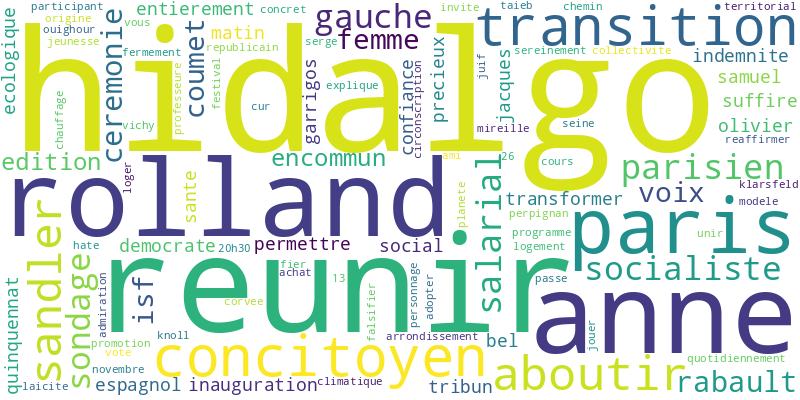 participant
concret
gauche
invite
taieb
chemin
territorial
origine
entierement
transition
ouighour
vous
matin
serge
femme
sereinement
collectivite
jeunesse
fermement
republicain
indemnite
ecologique
hidalgo
ceremonie
coumet
professeure
festival
explique
garrigos
confiance
circonscription
precieux
jacques
juif
samuel
chauffage
cur
suffire
vichy
mireille
seine
olivier
reaffirmer
edition
encommun
ami
26
cours
parisien
loger
sante
rolland
planete
salarial
transformer
voix
klarsfeld
modele
perpignan
paris
sandler
hate
democrate
20h30
permettre
social
programme
logement
unir
sondage
admiration
isf
reunir
fier
achat
13
falsifier
personnage
adopter
passe
socialiste
quinquennat
corvee
anne
promotion
knoll
arrondissement
bel
jouer
vote
concitoyen
quotidiennement
laicite
novembre
espagnol
inauguration
climatique
tribun
aboutir
rabault